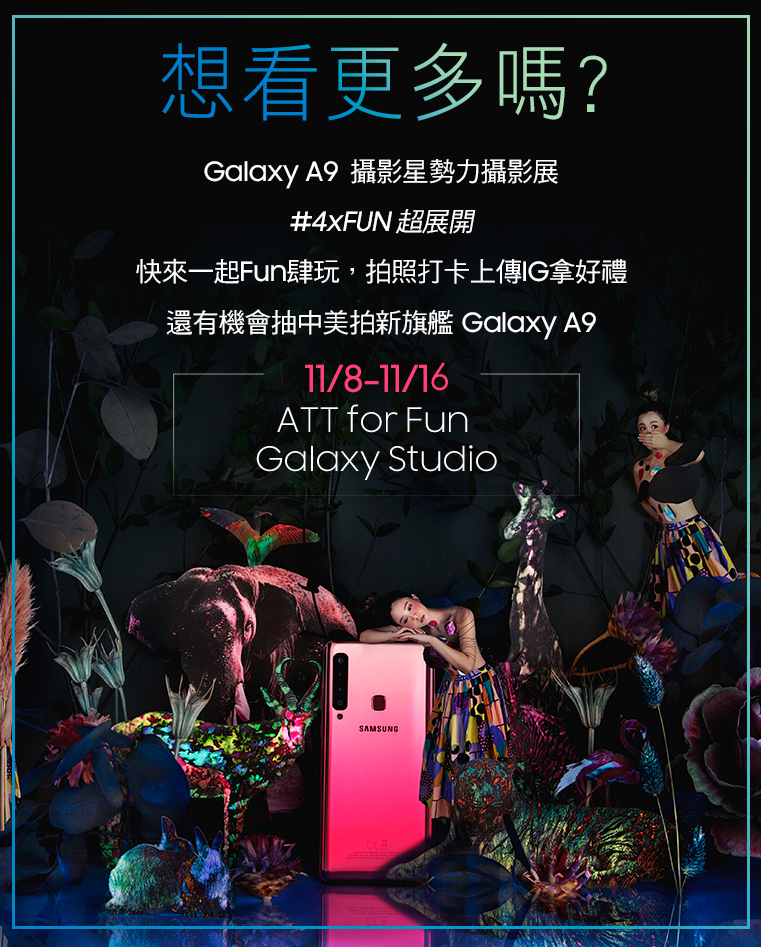 想看更多嗎?
Galaxy A9 攝影星勢力攝影展
#4xFUN 超展開
快來一起Fun肆玩，拍照打卡上傳IG拿好禮
還有機會抽中美拍新旗艦 Galaxy A9
11/8-11/16
ATT for Fun
Galaxy Studio
SAMSUNG